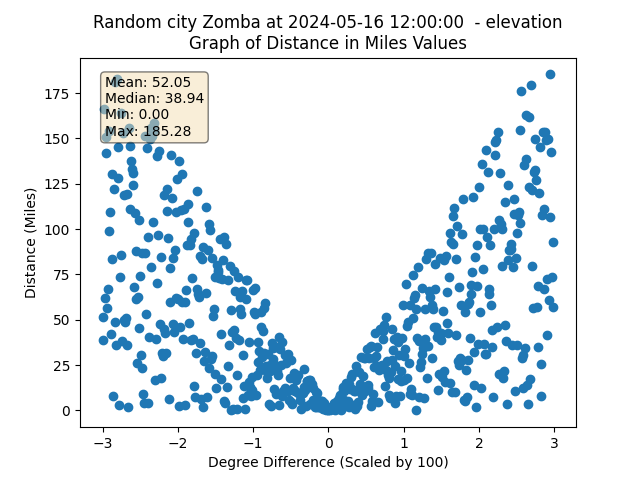 Random city Zomba at 2024-05-16 12:00:00  - elevation
Graph of Distance in Miles Values
Mean: 52.05
Median: 38.94
Min: 0.00
Max: 185.28
Distance (Miles)
175
150
125
100
75
50
25
0
−3
−2
−1
0
1
2
3
Degree Difference (Scaled by 100)